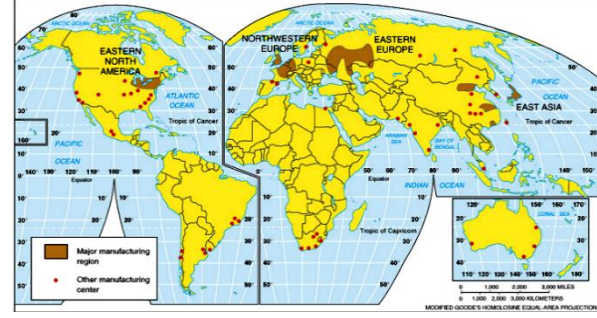 ARCTIC OCEAN
ARCTIC OCEAN
EASTERN
NORTH
AMERICA
NORTHWESTERN
EUROPE
EASTERN
EUROPE
ATLANTIC
OCEAN
PACIFIC
OCEAN
EAST ASIA
Tropic of Cancer
Tropic of Cancer
ARABIAN
SEA
BAY OF
BENGAL
PACIFIC
OCEAN
Equator
Equator
INDIAN OCEAN
Tropic of Capricorn
CORAL SEA
Major manufacturing
region
Other manufacturing
center
0 1,000 2,000 3,000 MILES
0 1,000 2,000 3,000 KILOMETERS
MODIFIED GOODE'S HOMOLOSINE EQUAL-AREA PROJECTION